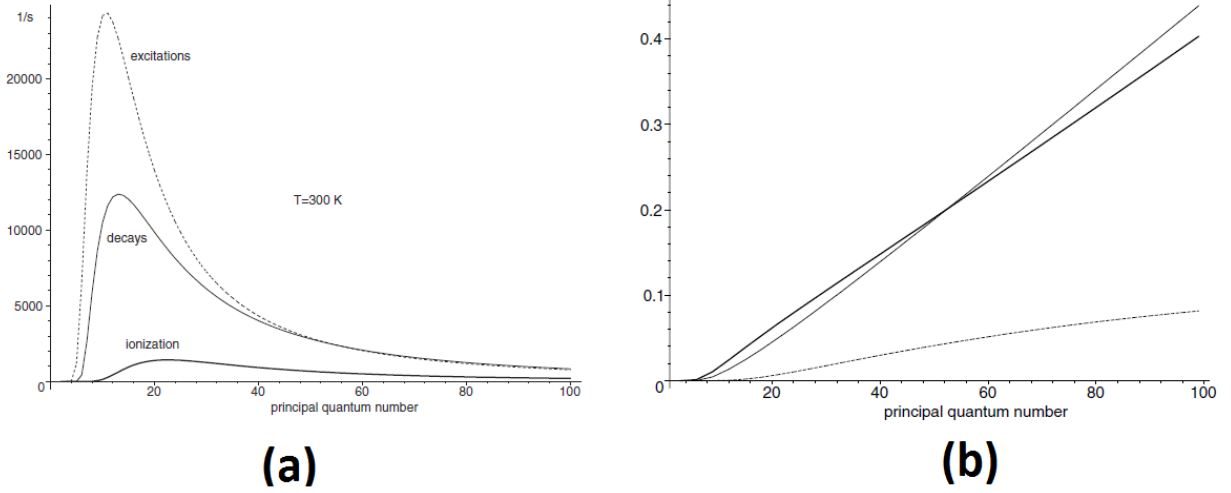 1/s
20000
15000
10000
5000
0
excitations
decays
ionization
T=300 K
20
40
60
80
100
principal quantum number
(a)
0.4
0.3
0.2
0.1
0
20
40
60
80
100
principal quantum number
(b)